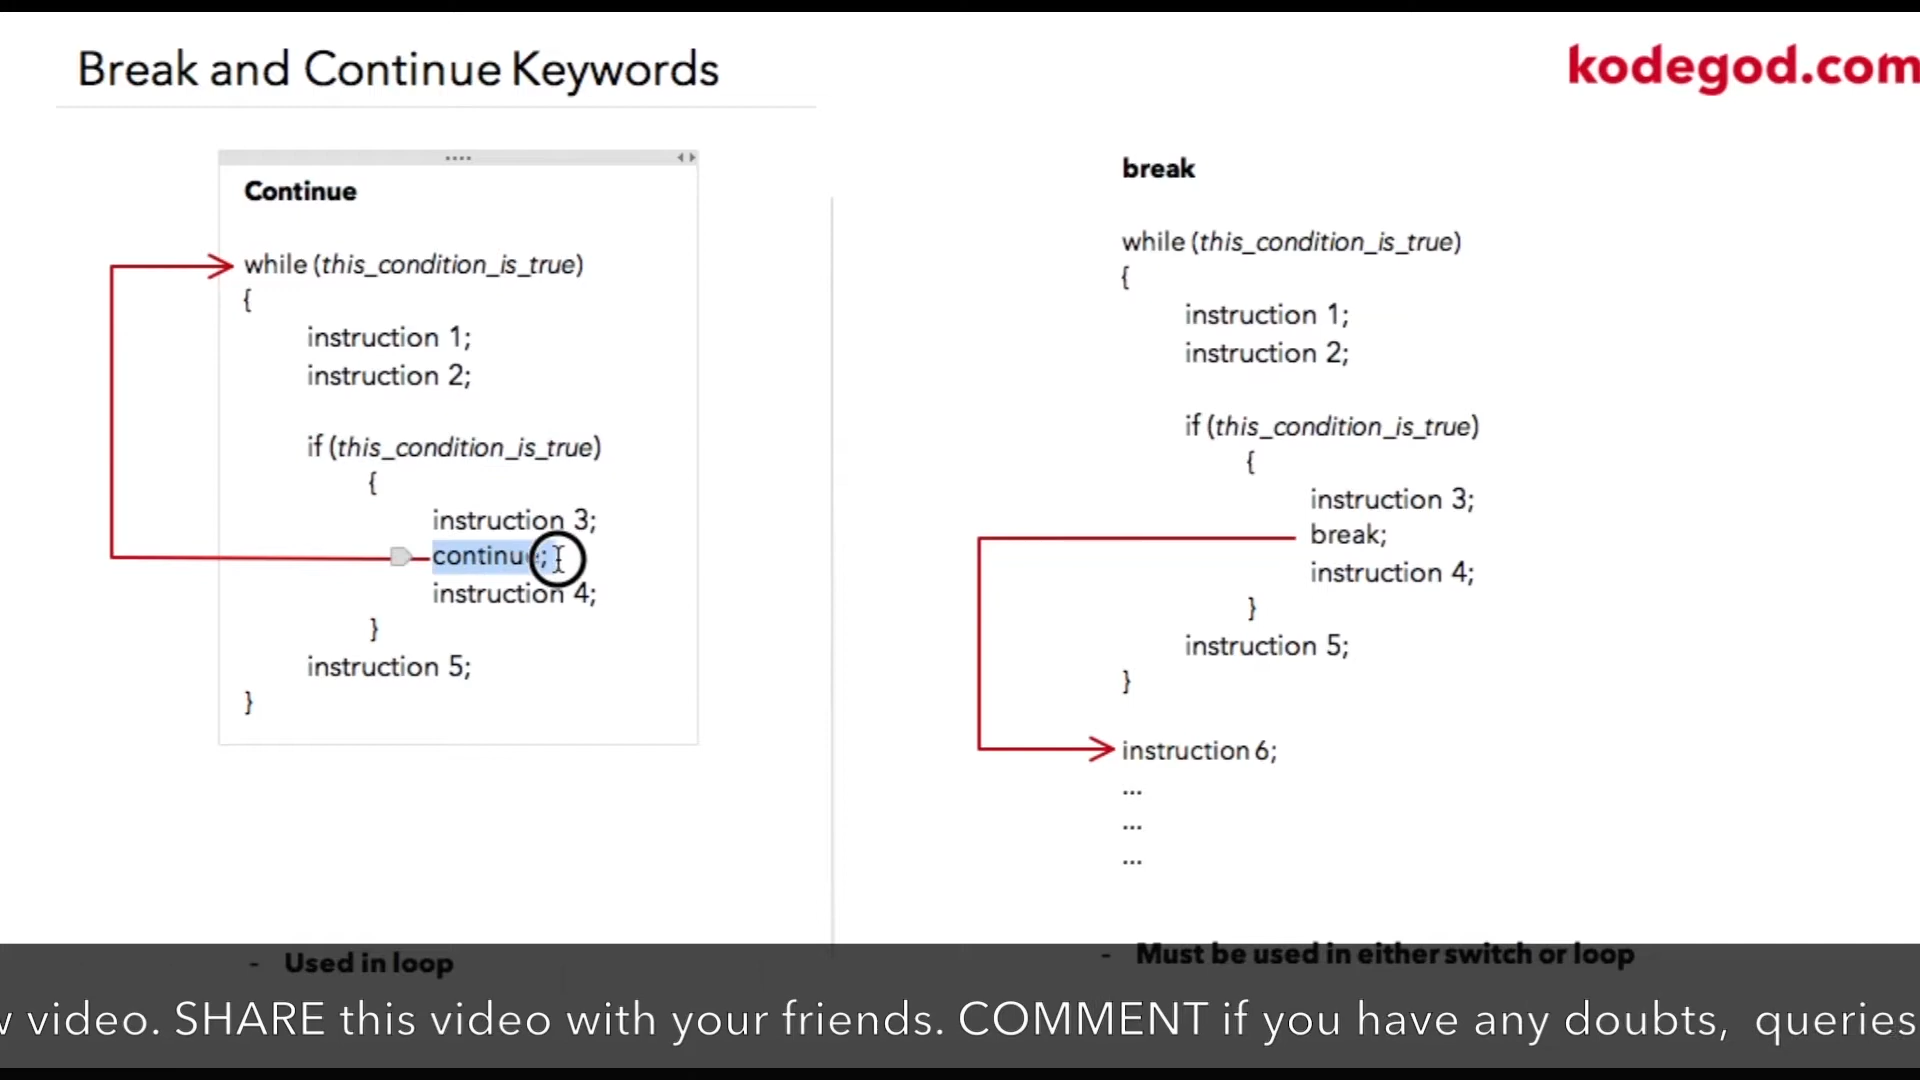 Break and Continue Keywords
kodegod.com
Continue
while (this_condition_is_true)
{
instruction 1;
instruction 2;
if (this_condition_is_true)
{
instruction 3;
continue;
instruction 4;
}
instruction 5;
}
- Used in loop
break
while (this_condition_is_true)
{
instruction 1;
instruction 2;
if (this_condition_is_true)
{
instruction 3;
break;
instruction 4;
}
instruction 5;
}
instruction 6;
...
...
...
- Must be used in either switch or loop
video. SHARE this video with your friends. COMMENT if you have any doubts, queries